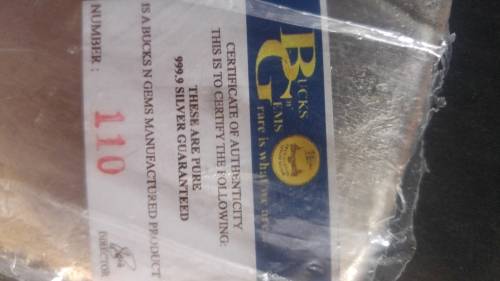 BUCKS
"n"
GEMS
rare is what we are
CERTIFICATE OF AUTHENTICITY
THIS IS TO CERTIFY THE FOLLOWING:
THESE ARE PURE
999.9 SILVER GUARANTEED
IS A BUCKS N GEMS MANUFACTURED PRODUCT
NUMBER : 110
DIRECTOR